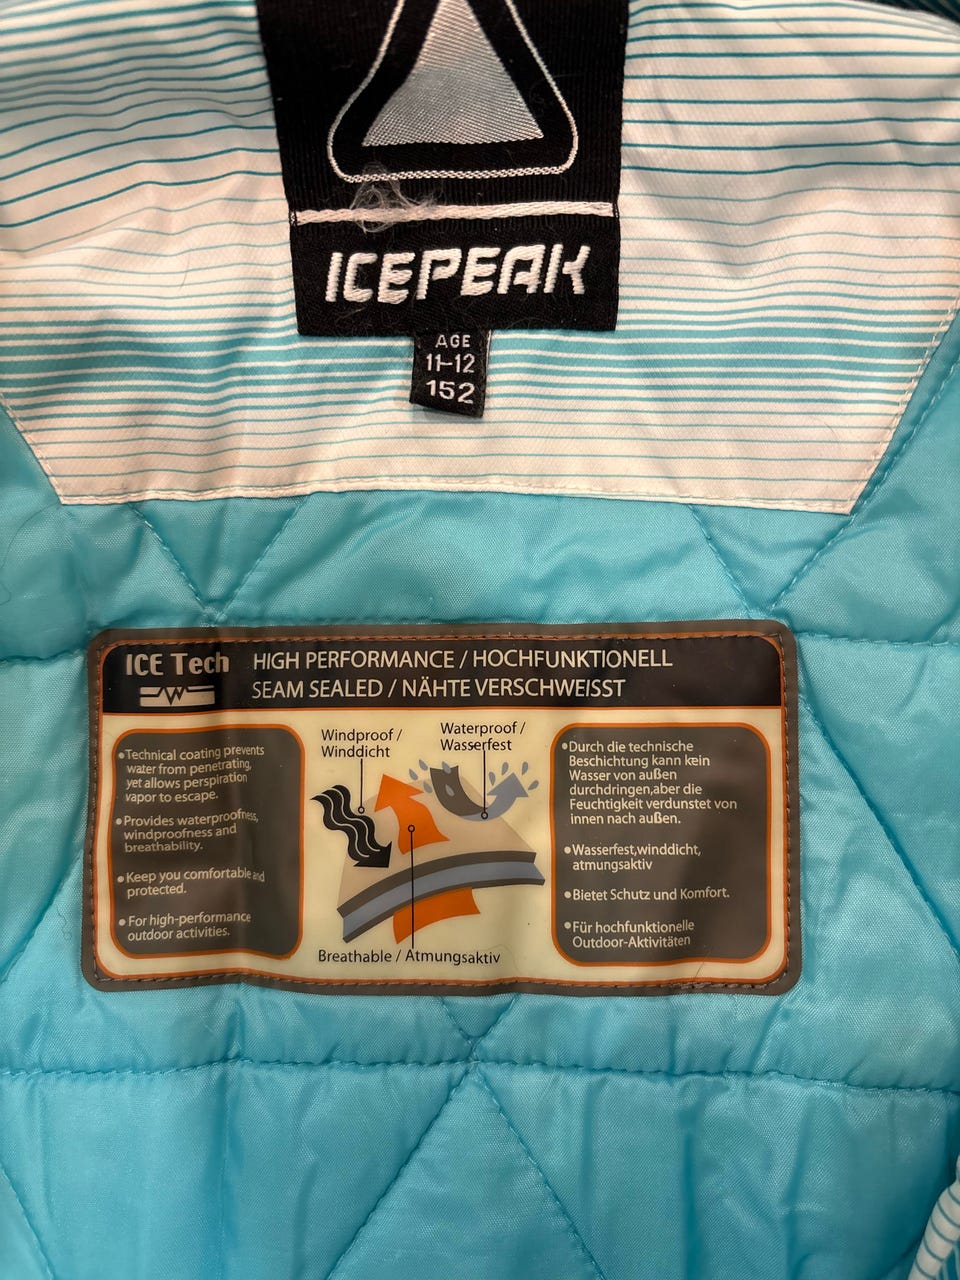 ICEPEAK
AGE
11-12
152
ICE Tech
HIGH PERFORMANCE / HOCHFUNKTIONELL
SEAM SEALED / NÄHTE VERSCHWEISST
•Technical coating prevents
water from penetrating,
yet allows perspiration
vapor to escape.
•Provides waterproofness,
windproofness and
breathability.
•Keep you comfortable and
protected.
•For high-performance
outdoor activities.
Windproof /
Winddicht
Waterproof /
Wasserfest
Breathable / Atmungsaktiv
•Durch die technische
Beschichtung kann kein
Wasser von außen
durchdringen,aber die
Feuchtigkeit verdunstet von
innen nach außen.
•Wasserfest,winddicht,
atmungsaktiv
•Bietet Schutz und Komfort.
•Für hochfunktionelle
Outdoor-Aktivitäten